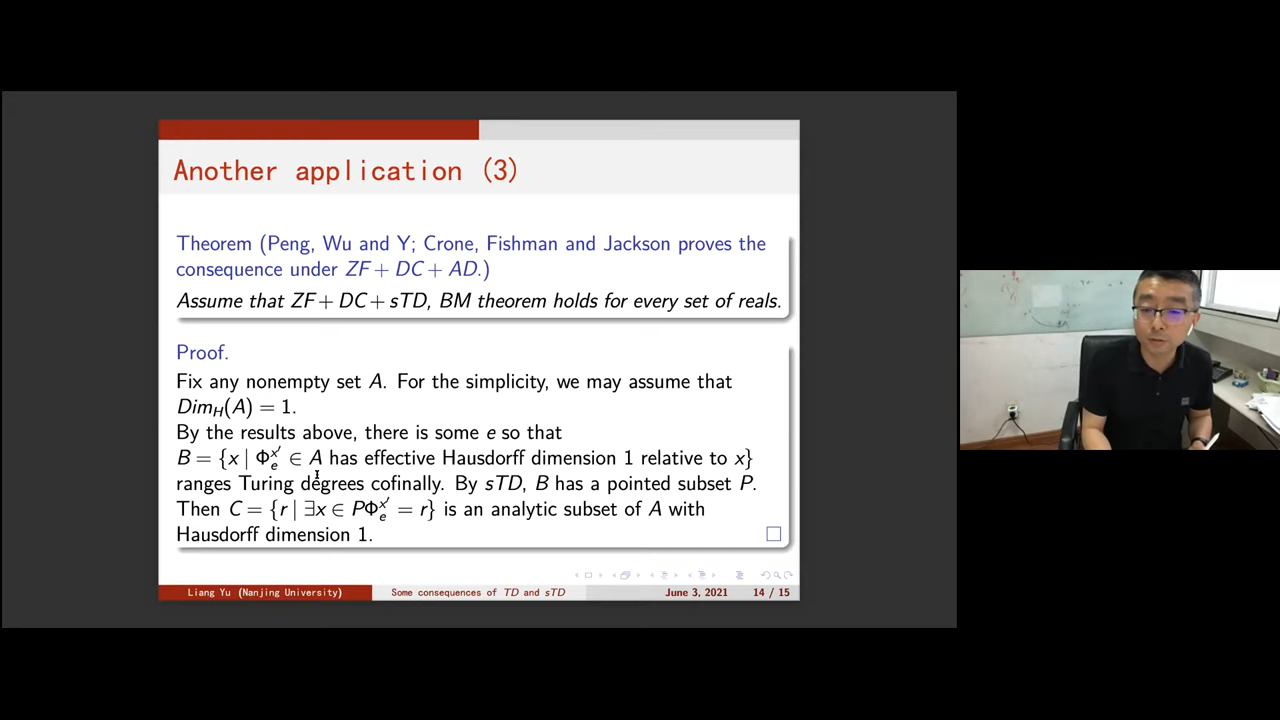 Another application (3)
Theorem (Peng, Wu and Y; Crone, Fishman and Jackson proves the
consequence under ZF + DC + AD.)
Assume that ZF + DC + sTD, BM theorem holds for every set of reals.
Proof.
Fix any nonempty set A. For the simplicity, we may assume that
Dim_H(A) = 1.
By the results above, there is some e so that
B = {x | Φ_e^{x'} ∈ A has effective Hausdorff dimension 1 relative to x}
ranges Turing degrees cofinally. By sTD, B has a pointed subset P.
Then C = {r | ∃x ∈ PΦ_e^{x'} = r} is an analytic subset of A with
Hausdorff dimension 1.
Liang Yu (Nanjing University) Some consequences of TD and sTD June 3, 2021 14 / 15